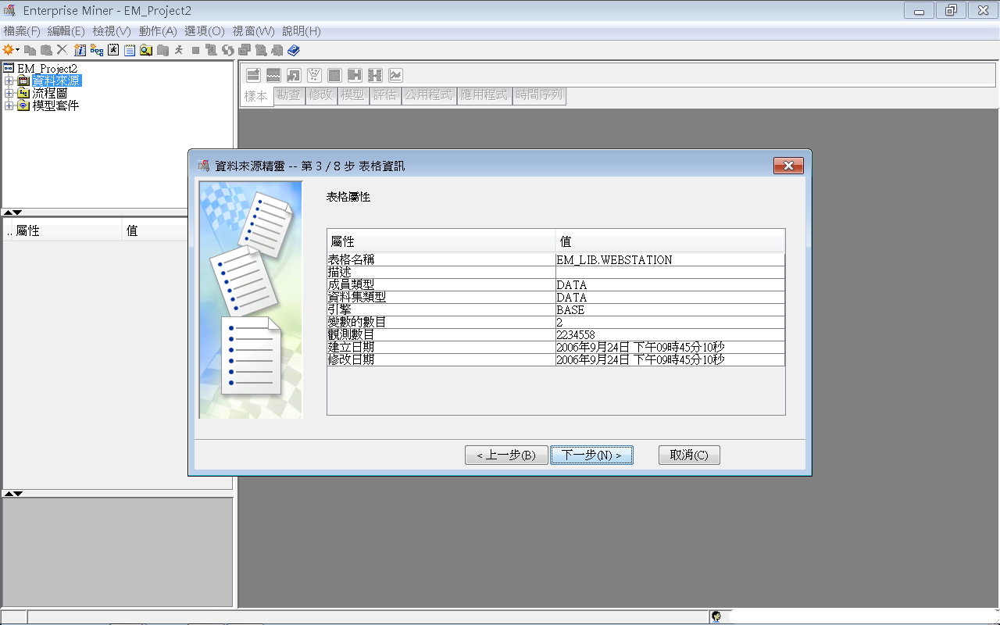 Enterprise Miner - EM_Project2
檔案(F) 編輯(E) 檢視(V) 動作(A) 選項(O) 視窗(W) 說明(H)
EM_Project2
資料來源
流程圖
模型套件
樣本 勘查 修改 模型 評估 公用程式 應用程式 時間序列
.. 屬性 值
資料來源精靈 -- 第 3 / 8 步 表格資訊
表格屬性
屬性 值
表格名稱 EM_LIB.WEBSTATION
描述
成員類型 DATA
資料集類型 DATA
引擎 BASE
變數的數目 2
觀測數目 2234558
建立日期 2006年9月24日 下午09時45分10秒
修改日期 2006年9月24日 下午09時45分10秒
< 上一步(B) 下一步(N) > 取消(C)